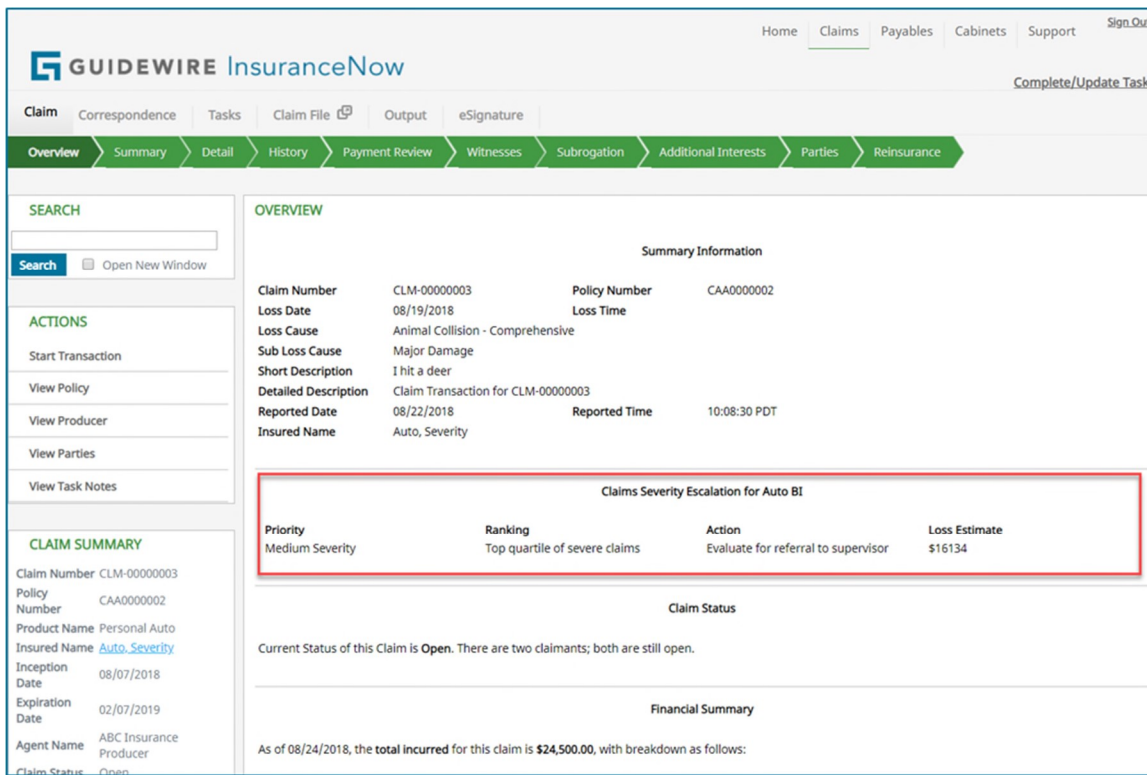 Sign Out
Home Claims Payables Cabinets Support
GUIDEWIRE InsuranceNow
Complete/Update Task
Claim Correspondence Tasks Claim File Output eSignature
Overview Summary Detail History Payment Review Witnesses Subrogation Additional Interests Parties Reinsurance
SEARCH
Search Open New Window
ACTIONS
Start Transaction
View Policy
View Producer
View Parties
View Task Notes
CLAIM SUMMARY
Claim Number CLM-00000003
Policy Number CAA0000002
Product Name Personal Auto
Insured Name Auto, Severity
Inception Date 08/07/2018
Expiration Date 02/07/2019
Agent Name ABC Insurance Producer
Claim Status Open
OVERVIEW
Summary Information
Claim Number CLM-00000003 Policy Number CAA0000002
Loss Date 08/19/2018 Loss Time
Loss Cause Animal Collision - Comprehensive
Sub Loss Cause Major Damage
Short Description I hit a deer
Detailed Description Claim Transaction for CLM-00000003
Reported Date 08/22/2018 Reported Time 10:08:30 PDT
Insured Name Auto, Severity
Claims Severity Escalation for Auto BI
Priority Ranking Action Loss Estimate
Medium Severity Top quartile of severe claims Evaluate for referral to supervisor $16134
Claim Status
Current Status of this Claim is Open. There are two claimants; both are still open.
Financial Summary
As of 08/24/2018, the total incurred for this claim is $24,500.00, with breakdown as follows: